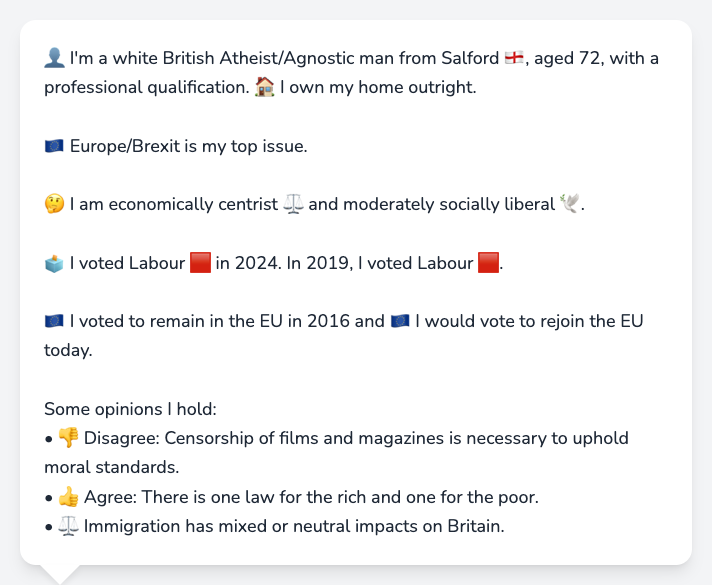 👤 I'm a white British Atheist/Agnostic man from Salford 🏴󠁧󠁢󠁥󠁮󠁧󠁿, aged 72, with a
professional qualification. 🏠 I own my home outright.
🇪🇺 Europe/Brexit is my top issue.
🤔 I am economically centrist ⚖️ and moderately socially liberal 🕊️.
🗳️ I voted Labour 🟥 in 2024. In 2019, I voted Labour 🟥.
🇪🇺 I voted to remain in the EU in 2016 and 🇪🇺 I would vote to rejoin the EU
today.
Some opinions I hold:
• 👎 Disagree: Censorship of films and magazines is necessary to uphold
moral standards.
• 👍 Agree: There is one law for the rich and one for the poor.
• ⚖️ Immigration has mixed or neutral impacts on Britain.